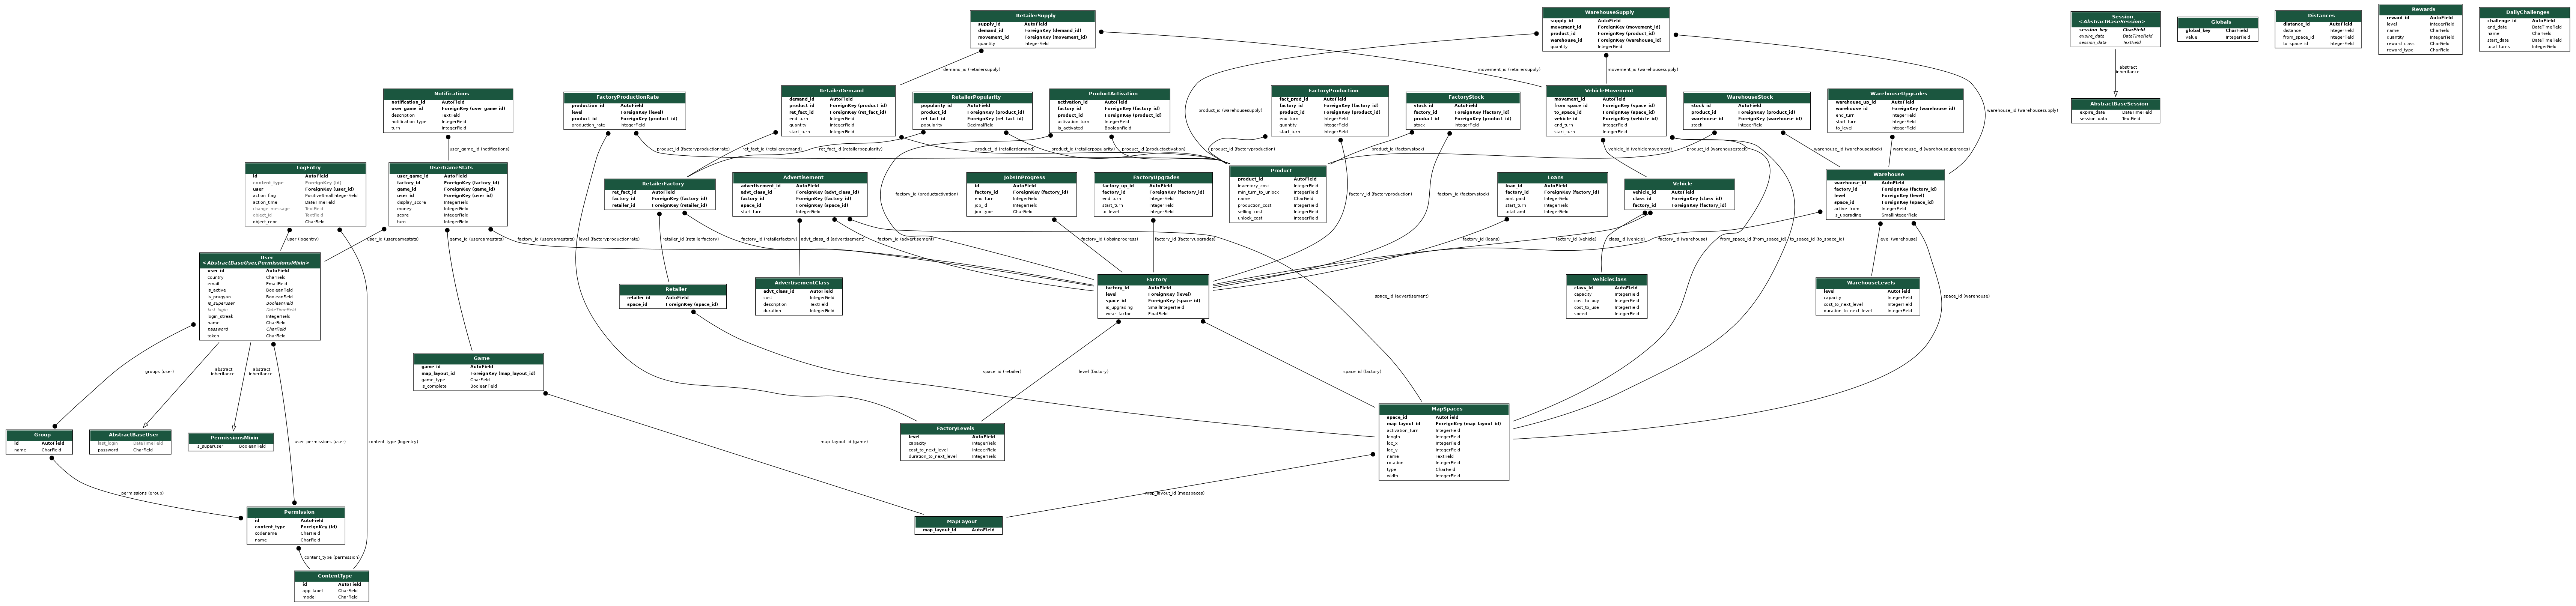 RetailerSupply
supply_id AutoField
demand_id ForeignKey (demand_id)
movement_id ForeignKey (movement_id)
quantity IntegerField
WarehouseSupply
supply_id AutoField
movement_id ForeignKey (movement_id)
product_id ForeignKey (product_id)
warehouse_id ForeignKey (warehouse_id)
quantity IntegerField
Session
<AbstractBaseSession>
session_key CharField
expire_date DateTimeField
session_data TextField
Globals
global_key CharField
value IntegerField
Distances
distance_id AutoField
distance IntegerField
from_space_id IntegerField
to_space_id IntegerField
Rewards
reward_id AutoField
level IntegerField
name CharField
quantity IntegerField
reward_class CharField
reward_type CharField
DailyChallenges
challenge_id AutoField
end_date DateTimeField
name CharField
start_date DateTimeField
total_turns IntegerField
demand_id (retailersupply)
movement_id (retailersupply)
movement_id (warehousesupply)
abstract
inheritance
Notifications
notification_id AutoField
user_game_id ForeignKey (user_game_id)
description TextField
notification_type IntegerField
turn IntegerField
FactoryProductionRate
production_id AutoField
level ForeignKey (level)
product_id ForeignKey (product_id)
production_rate IntegerField
RetailerDemand
demand_id AutoField
product_id ForeignKey (product_id)
ret_fact_id ForeignKey (ret_fact_id)
end_turn IntegerField
quantity IntegerField
start_turn IntegerField
RetailerPopularity
popularity_id AutoField
product_id ForeignKey (product_id)
ret_fact_id ForeignKey (ret_fact_id)
popularity DecimalField
ProductActivation
activation_id AutoField
factory_id ForeignKey (factory_id)
product_id ForeignKey (product_id)
activation_turn IntegerField
is_activated BooleanField
product_id (warehousesupply)
FactoryProduction
fact_prod_id AutoField
factory_id ForeignKey (factory_id)
product_id ForeignKey (product_id)
end_turn IntegerField
quantity IntegerField
start_turn IntegerField
FactoryStock
stock_id AutoField
factory_id ForeignKey (factory_id)
product_id ForeignKey (product_id)
stock IntegerField
VehicleMovement
movement_id AutoField
from_space_id ForeignKey (space_id)
to_space_id ForeignKey (space_id)
vehicle_id ForeignKey (vehicle_id)
end_turn IntegerField
start_turn IntegerField
WarehouseStock
stock_id AutoField
product_id ForeignKey (product_id)
warehouse_id ForeignKey (warehouse_id)
stock IntegerField
WarehouseUpgrades
warehouse_up_id AutoField
warehouse_id ForeignKey (warehouse_id)
end_turn IntegerField
start_turn IntegerField
to_level IntegerField
warehouse_id (warehousesupply)
AbstractBaseSession
expire_date DateTimeField
session_data TextField
user_game_id (notifications)
product_id (factoryproductionrate)
ret_fact_id (retailerdemand)
ret_fact_id (retailerpopularity)
product_id (retailerdemand)
product_id (retailerpopularity)
product_id (productactivation)
product_id (factoryproduction)
product_id (factorystock)
vehicle_id (vehiclemovement)
product_id (warehousestock)
warehouse_id (warehousestock)
warehouse_id (warehouseupgrades)
LogEntry
id AutoField
content_type ForeignKey (id)
user ForeignKey (user_id)
action_flag PositiveSmallIntegerField
action_time DateTimeField
change_message TextField
object_id TextField
object_repr CharField
UserGameStats
user_game_id AutoField
factory_id ForeignKey (factory_id)
game_id ForeignKey (game_id)
user_id ForeignKey (user_id)
display_score IntegerField
money IntegerField
score IntegerField
turn IntegerField
RetailerFactory
ret_fact_id AutoField
factory_id ForeignKey (factory_id)
retailer_id ForeignKey (retailer_id)
Advertisement
advertisement_id AutoField
advt_class_id ForeignKey (advt_class_id)
factory_id ForeignKey (factory_id)
space_id ForeignKey (space_id)
start_turn IntegerField
factory_id (productactivation)
JobsInProgress
id AutoField
factory_id ForeignKey (factory_id)
end_turn IntegerField
job_id IntegerField
job_type CharField
FactoryUpgrades
factory_up_id AutoField
factory_id ForeignKey (factory_id)
end_turn IntegerField
start_turn IntegerField
to_level IntegerField
Product
product_id AutoField
inventory_cost IntegerField
min_turn_to_unlock IntegerField
name CharField
production_cost IntegerField
selling_cost IntegerField
unlock_cost IntegerField
factory_id (factoryproduction)
factory_id (factorystock)
Loans
loan_id AutoField
factory_id ForeignKey (factory_id)
amt_paid IntegerField
start_turn IntegerField
total_amt IntegerField
Vehicle
vehicle_id AutoField
class_id ForeignKey (class_id)
factory_id ForeignKey (factory_id)
Warehouse
warehouse_id AutoField
factory_id ForeignKey (factory_id)
level ForeignKey (level)
space_id ForeignKey (space_id)
active_from IntegerField
is_upgrading SmallIntegerField
user (logentry)
user_id (usergamestats)
game_id (usergamestats)
factory_id (usergamestats)
level (factoryproductionrate)
retailer_id (retailerfactory)
factory_id (retailerfactory)
advt_class_id (advertisement)
factory_id (advertisement)
factory_id (jobsinprogress)
factory_id (factoryupgrades)
factory_id (loans)
factory_id (vehicle)
class_id (vehicle)
factory_id (warehouse)
from_space_id (from_space_id)
to_space_id (to_space_id)
level (warehouse)
User
<AbstractBaseUser,PermissionsMixin>
user_id AutoField
country CharField
email EmailField
is_active BooleanField
is_pragyan BooleanField
is_superuser BooleanField
last_login DateTimeField
login_streak IntegerField
name CharField
password CharField
token CharField
Retailer
retailer_id AutoField
space_id ForeignKey (space_id)
AdvertisementClass
advt_class_id AutoField
cost IntegerField
description TextField
duration IntegerField
Factory
factory_id AutoField
level ForeignKey (level)
space_id ForeignKey (space_id)
is_upgrading SmallIntegerField
wear_factor FloatField
space_id (advertisement)
VehicleClass
class_id AutoField
capacity IntegerField
cost_to_buy IntegerField
cost_to_use IntegerField
speed IntegerField
WarehouseLevels
level AutoField
capacity IntegerField
cost_to_next_level IntegerField
duration_to_next_level IntegerField
space_id (warehouse)
groups (user)
abstract
inheritance
abstract
inheritance
Game
game_id AutoField
map_layout_id ForeignKey (map_layout_id)
game_type CharField
is_complete BooleanField
space_id (retailer)
level (factory)
space_id (factory)
Group
id AutoField
name CharField
AbstractBaseUser
last_login DateTimeField
password CharField
PermissionsMixin
is_superuser BooleanField
user_permissions (user)
content_type (logentry)
map_layout_id (game)
FactoryLevels
level AutoField
capacity IntegerField
cost_to_next_level IntegerField
duration_to_next_level IntegerField
MapSpaces
space_id AutoField
map_layout_id ForeignKey (map_layout_id)
activation_turn IntegerField
length IntegerField
loc_x IntegerField
loc_y IntegerField
name TextField
rotation IntegerField
type CharField
width IntegerField
permissions (group)
map_layout_id (mapspaces)
Permission
id AutoField
content_type ForeignKey (id)
codename CharField
name CharField
MapLayout
map_layout_id AutoField
content_type (permission)
ContentType
id AutoField
app_label CharField
model CharField